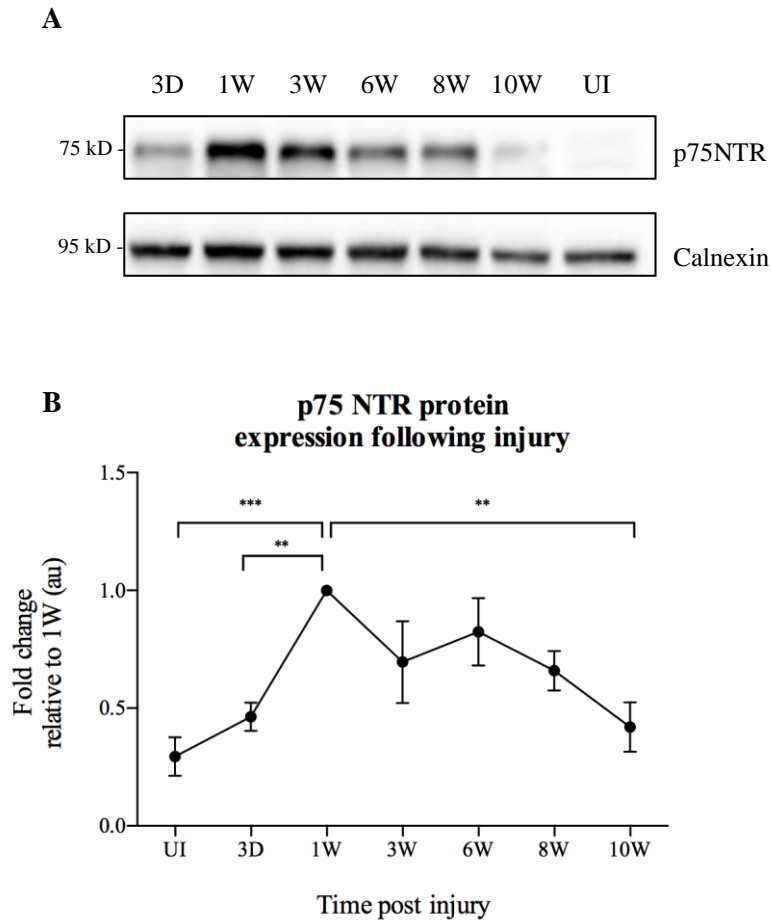 A
3D 1W 3W 6W 8W 10W UI
75 kD - p75NTR
95 kD - Calnexin
B
p75 NTR protein
expression following injury
1.5
*** **
**
1.0
0.5
0.0
Fold change
relative to 1W (au)
UI 3D 1W 3W 6W 8W 10W
Time post injury